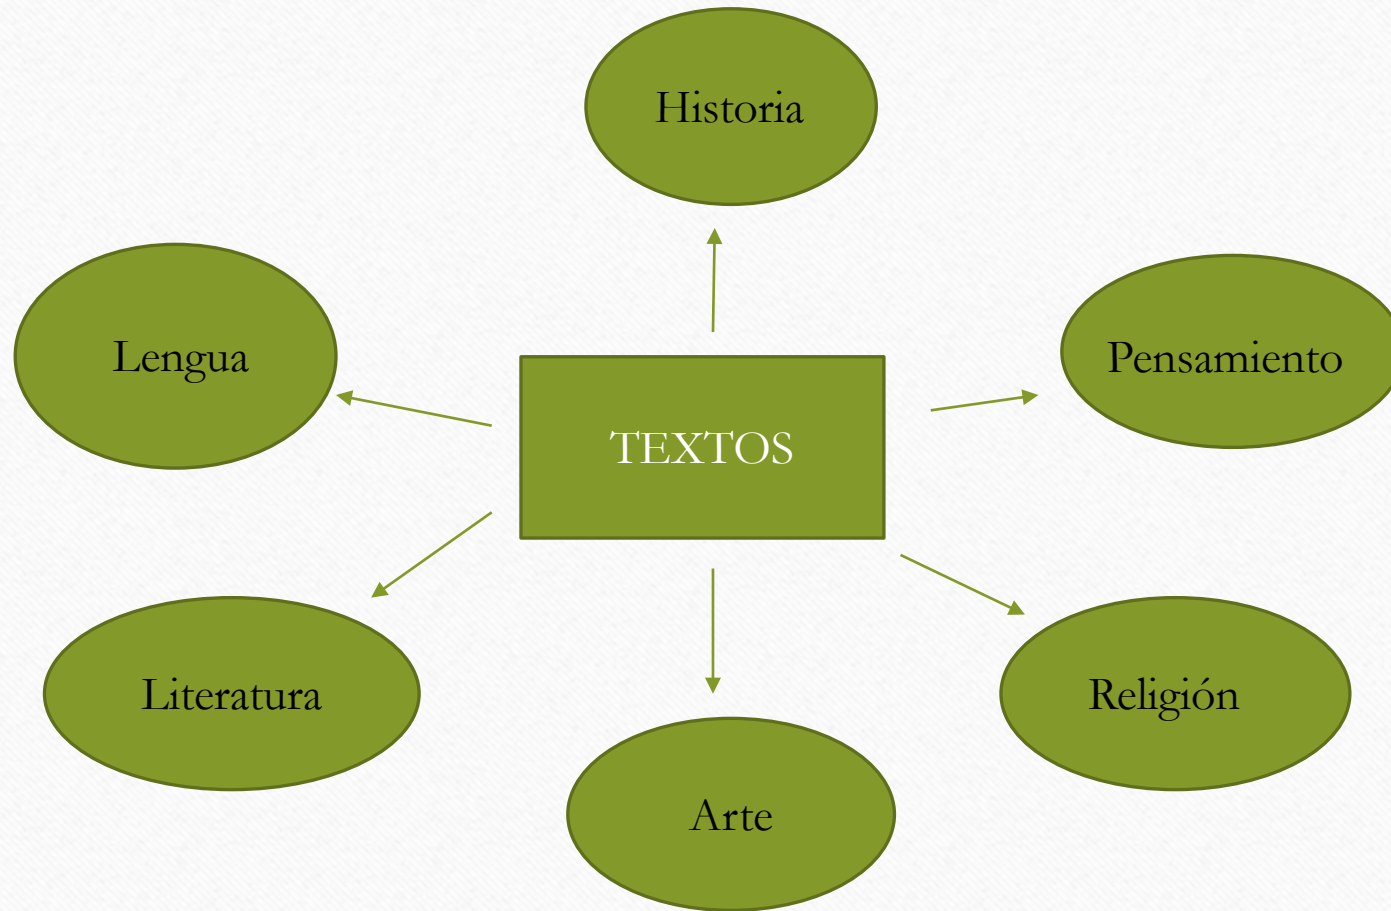 Historia
Lengua
Pensamiento
TEXTOS
Literatura
Religión
Arte